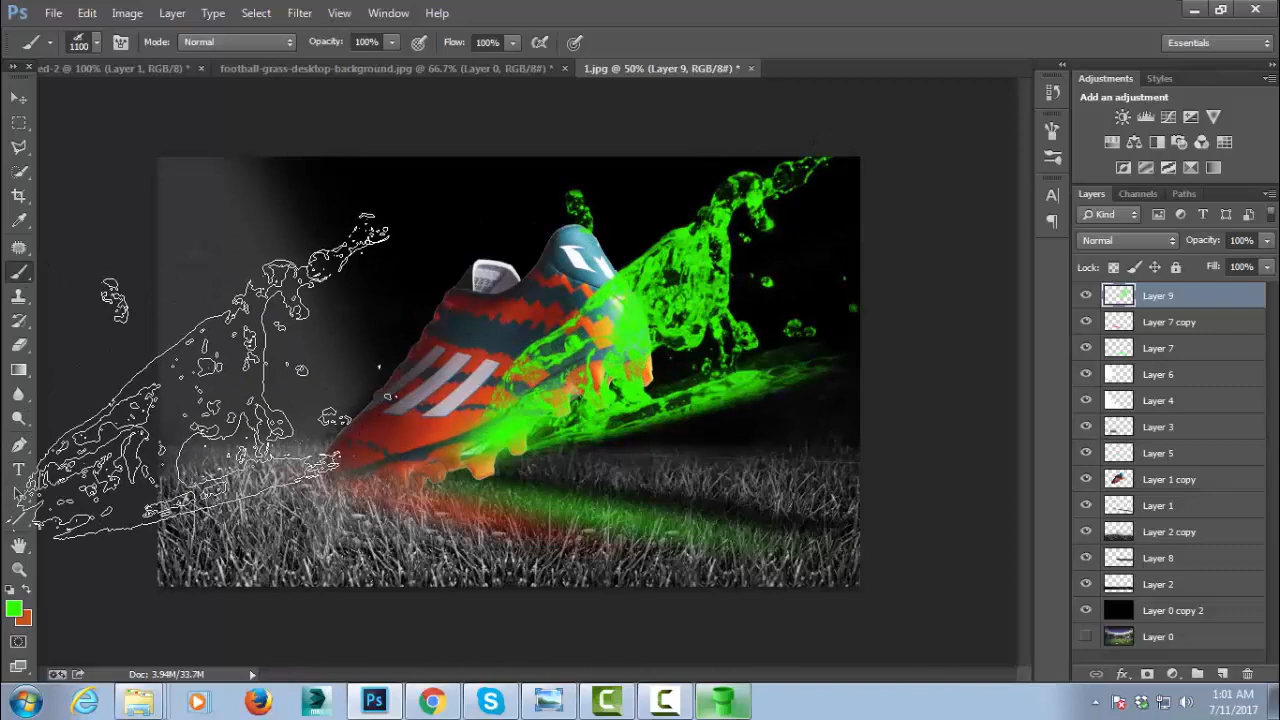 Ps File Edit Image Layer Type Select Filter View Window Help
1100 Mode: Normal Opacity: 100% Flow: 100% Essentials
ed-2 @ 100% (Layer 1, RGB/8) * × football-grass-desktop-background.jpg @ 66.7% (Layer 0, RGB/8#) * × 1.jpg @ 50% (Layer 9, RGB/8#) * ×
Adjustments Styles
Add an adjustment
Layers Channels Paths
Kind
Normal Opacity: 100%
Lock: Fill: 100%
Layer 9
Layer 7 copy
Layer 7
Layer 6
Layer 4
Layer 3
Layer 5
Layer 1 copy
Layer 1
Layer 2 copy
Layer 8
Layer 2
Layer 0 copy 2
Layer 0
Doc: 3.94M/33.7M
1:01 AM
7/11/2017